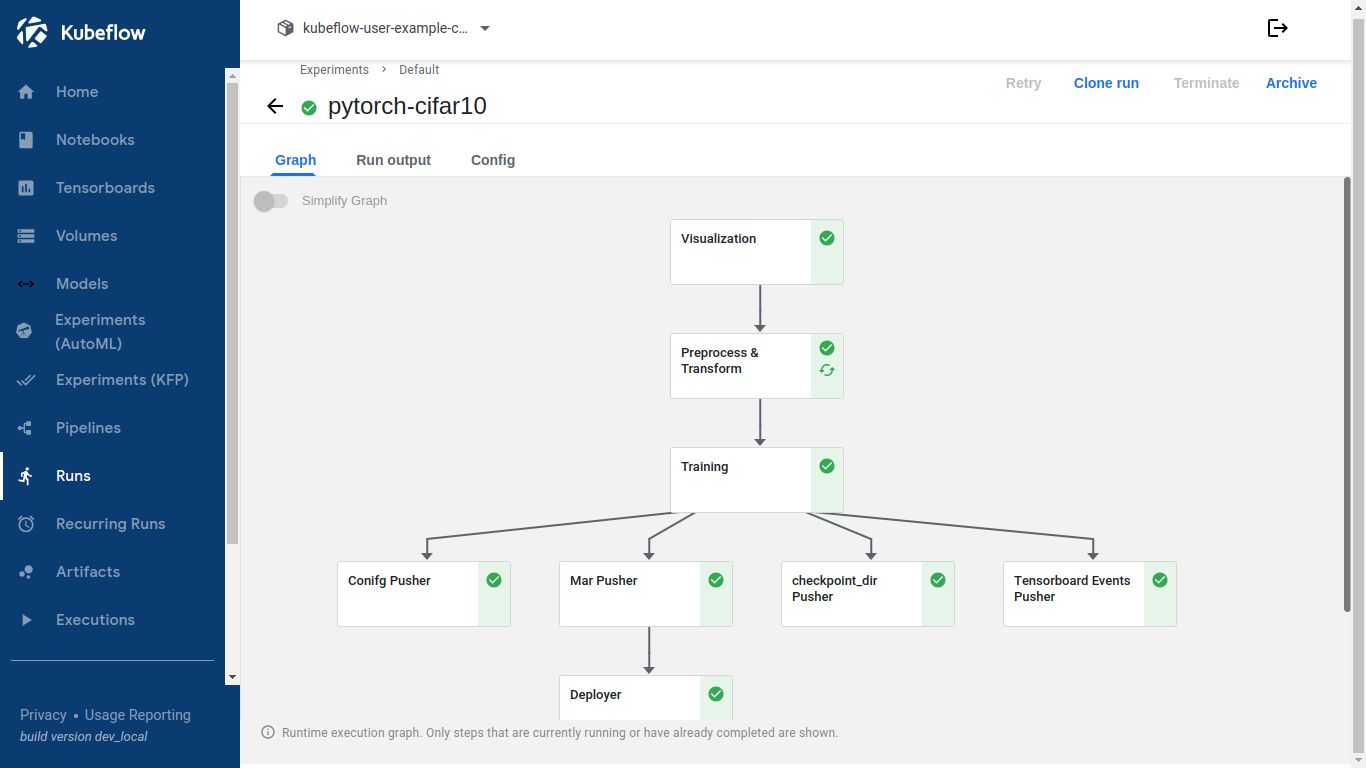 Kubeflow
Home
Notebooks
Tensorboards
Volumes
Models
Experiments
(AutoML)
Experiments (KFP)
Pipelines
Runs
Recurring Runs
Artifacts
Executions
Privacy • Usage Reporting
build version dev_local
kubeflow-user-example-c...
Experiments > Default
Retry Clone run Terminate Archive
pytorch-cifar10
Graph Run output Config
Simplify Graph
Visualization
Preprocess &
Transform
Training
Conifg Pusher
Mar Pusher
checkpoint_dir
Pusher
Tensorboard Events
Pusher
Deployer
Runtime execution graph. Only steps that are currently running or have already completed are shown.